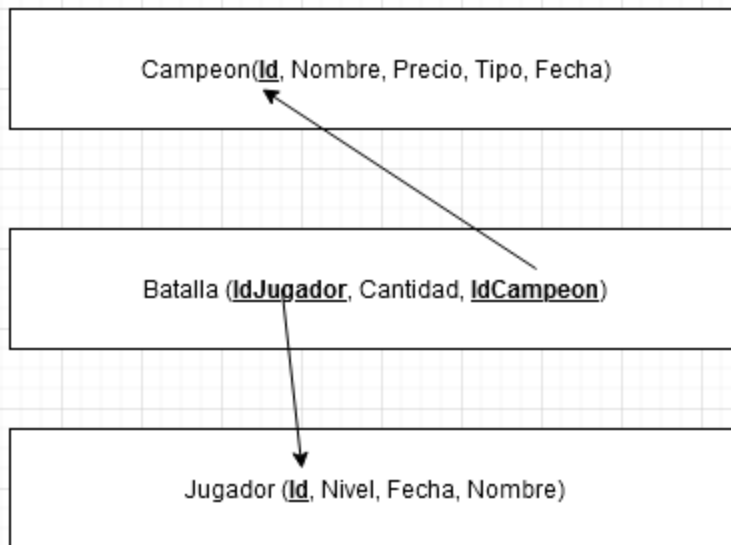 Campeon(Id, Nombre, Precio, Tipo, Fecha)
Batalla (IdJugador, Cantidad, IdCampeon)
Jugador (Id, Nivel, Fecha, Nombre)